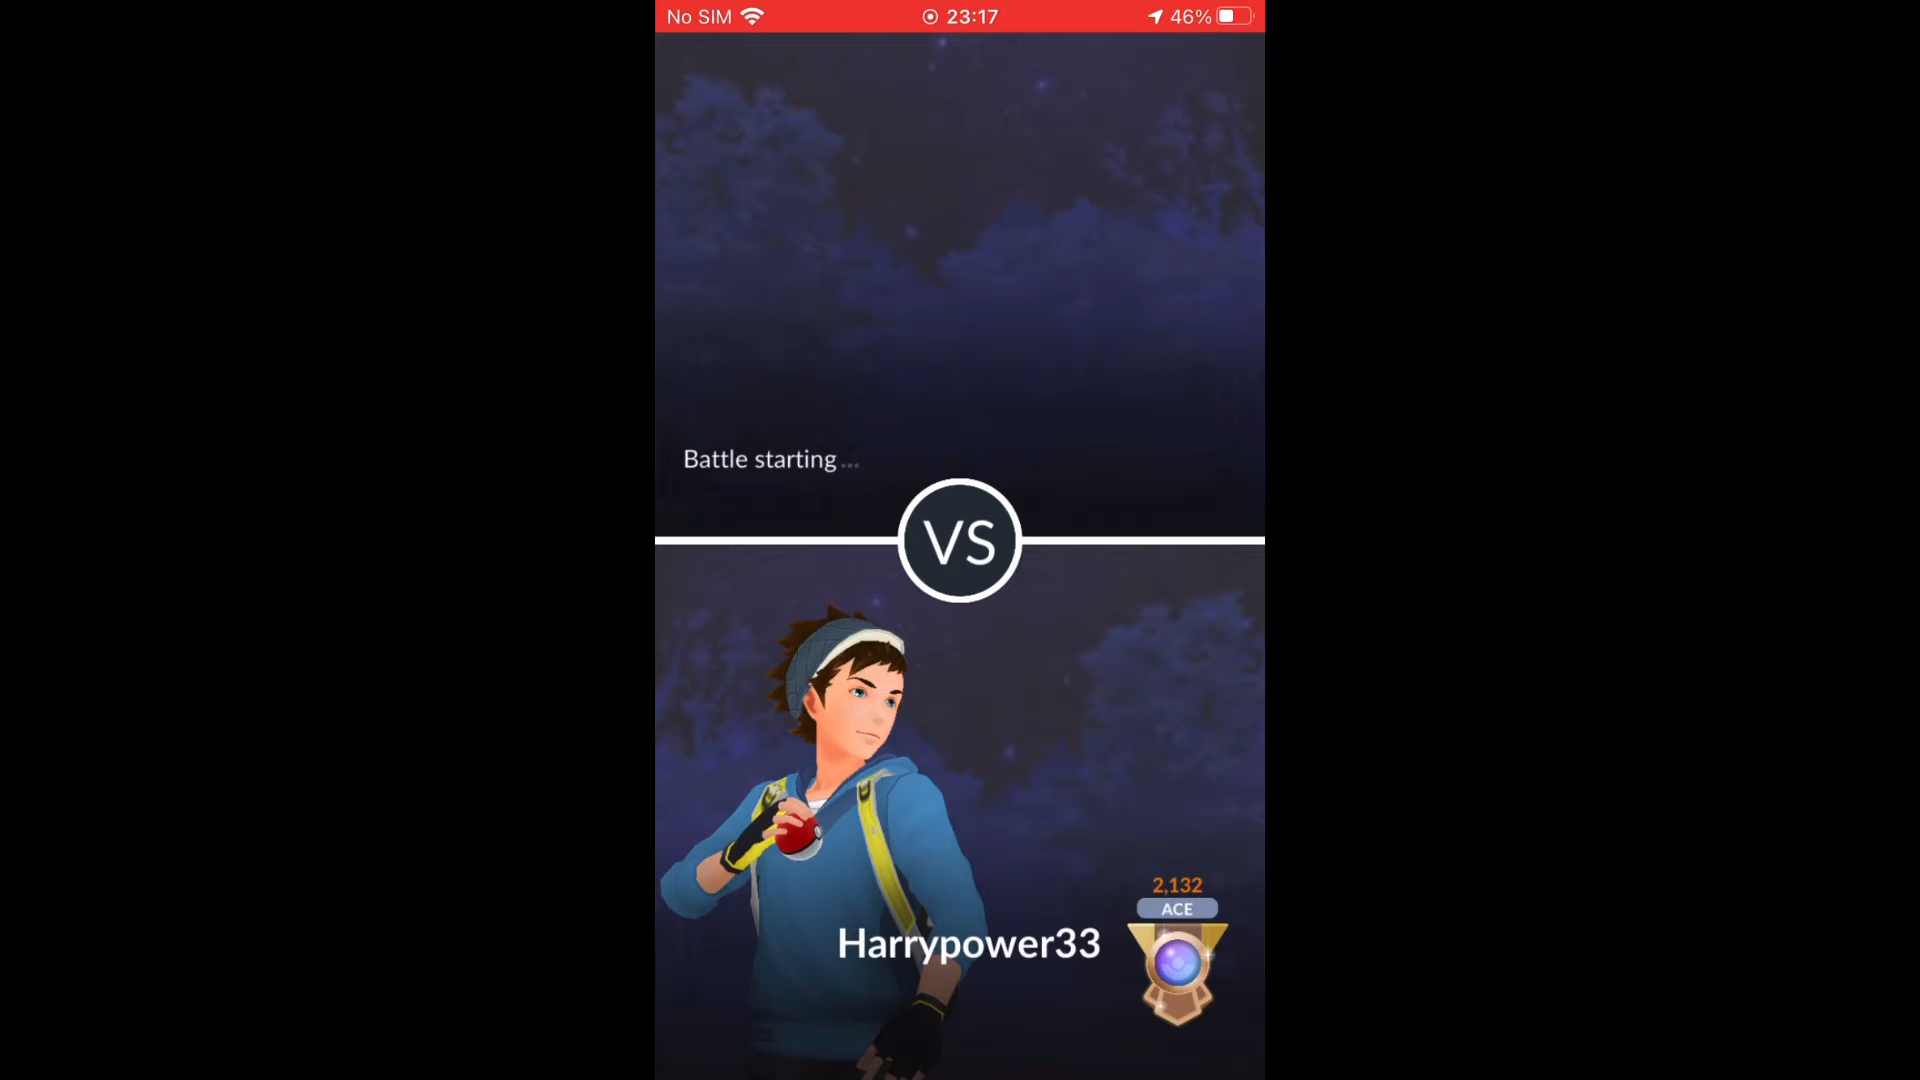 No SIM 23:17 46%
Battle starting...
VS
2,132
ACE
Harrypower33